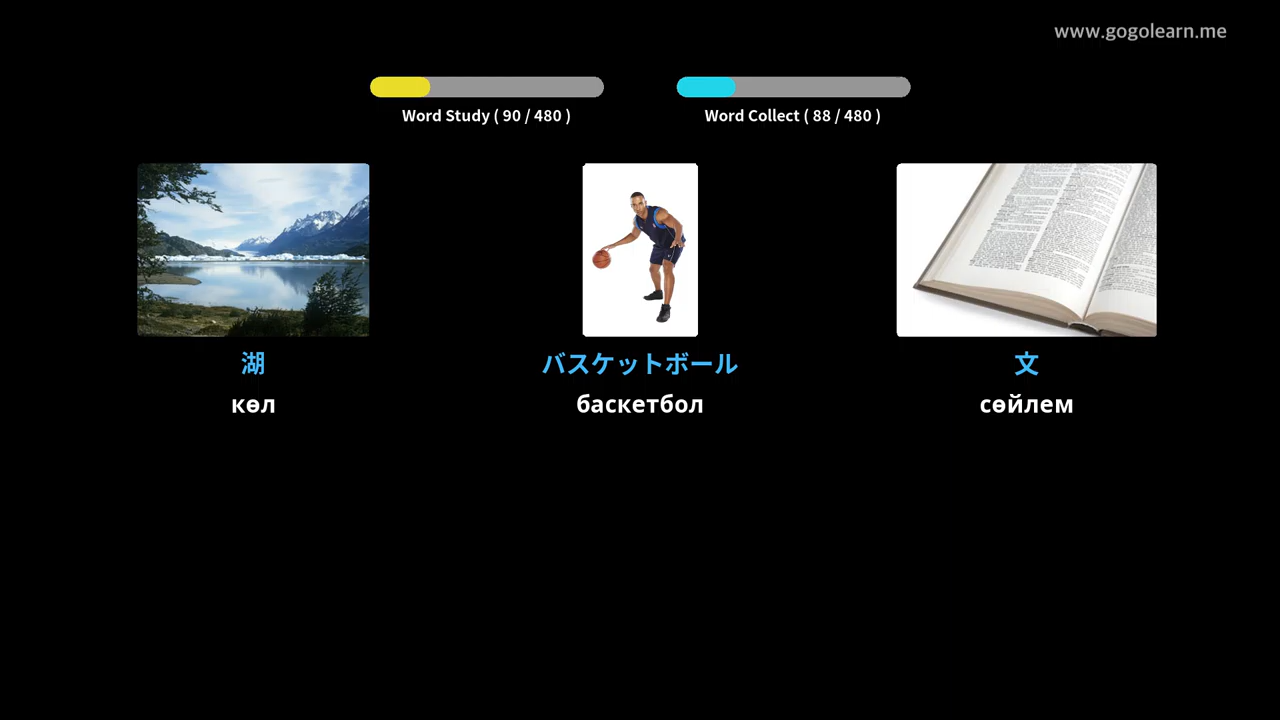 www.gogolearn.me
Word Study ( 90 / 480 )
Word Collect ( 88 / 480 )
湖
バスケットボール
文
көл
баскетбол
сөйлем